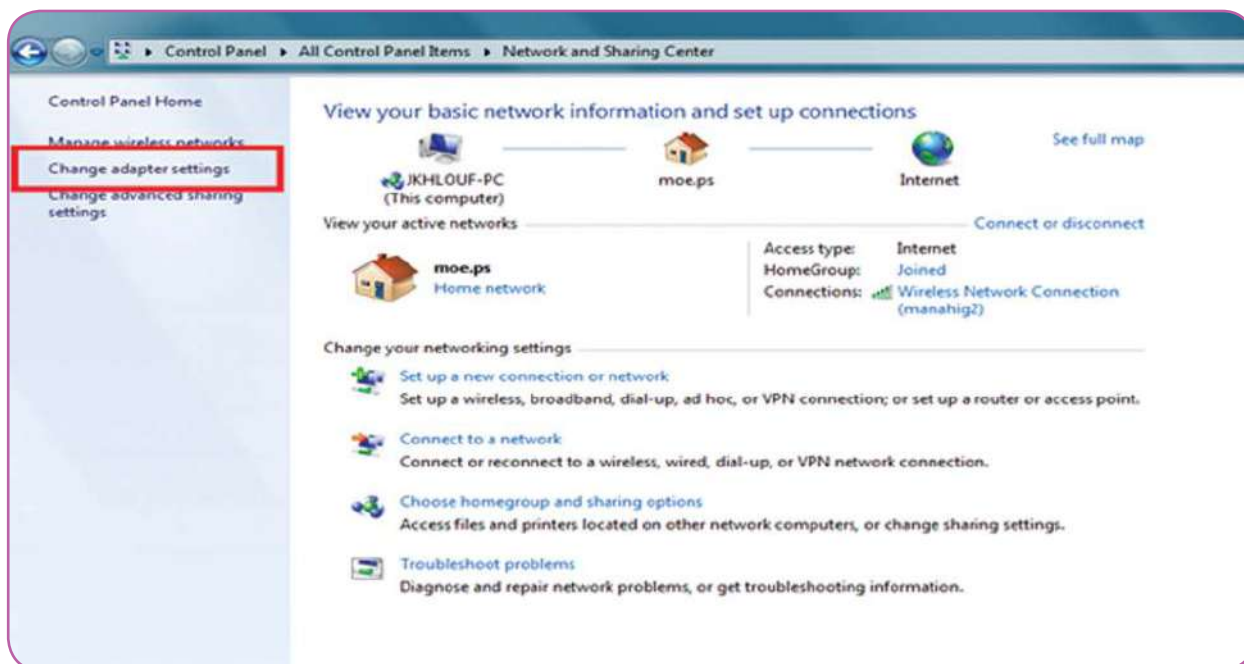 Control Panel ▸ All Control Panel Items ▸ Network and Sharing Center
Control Panel Home
Manage wireless networks
Change adapter settings
Change advanced sharing
settings
View your basic network information and set up connections
See full map
JKHLOUF-PC
(This computer)
moe.ps
Internet
View your active networks
Connect or disconnect
moe.ps
Home network
Access type: Internet
HomeGroup: Joined
Connections: Wireless Network Connection
(manahig2)
Change your networking settings
Set up a new connection or network
Set up a wireless, broadband, dial-up, ad hoc, or VPN connection; or set up a router or access point.
Connect to a network
Connect or reconnect to a wireless, wired, dial-up, or VPN network connection.
Choose homegroup and sharing options
Access files and printers located on other network computers, or change sharing settings.
Troubleshoot problems
Diagnose and repair network problems, or get troubleshooting information.